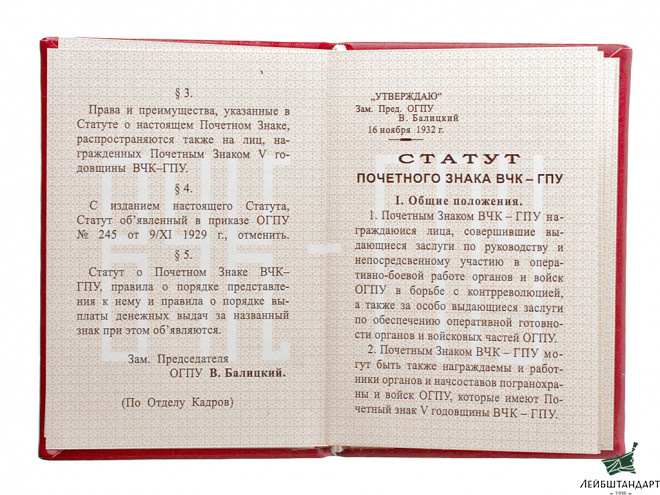 § 3.
Права и преимущества, указанные в
Статуте о настоящем Почетном Знаке,
распространяются также на лиц, на-
гражденных Почетным Знаком V го-
довщины ВЧК–ГПУ.
§ 4.
С изданием настоящего Статута,
Статут об’явленный в приказе ОГПУ
№ 245 от 9/XI 1929 г., отменить.
§ 5.
Статут о Почетном Знаке ВЧК–
ГПУ, правила о порядке представле-
ния к нему и правила о порядке вы-
платы денежных выдач за названный
знак при этом об’являются.
Зам. Председателя
ОГПУ В. Балицкий.
(По Отделу Кадров)
„УТВЕРЖДАЮ“
Зам. Пред. ОГПУ
В. Балицкий
16 ноября 1932 г.
СТАТУТ
ПОЧЕТНОГО ЗНАКА ВЧК – ГПУ
I. Общие положения.
1. Почетным Знаком ВЧК – ГПУ на-
граждаюися лица, совершившие вы-
дающиеся заслуги по руководству и
непосредсвенному участию в опе-
ративно-боевой работе органов и войск
ОГПУ в борьбе с контрреволюцией,
а также за особо выдающиеся заслуги
по обеспечению оперативной готовнос-
ти органов и войсковых частей ОГПУ.
2. Почетным Знаком ВЧК – ГПУ мо-
гут быть также награждаемы и работ-
ники органов и начсоставов погранохра-
ны и войск ОГПУ, которые имеют По-
четный знак V годовщины ВЧК – ГПУ.
ЛЕЙБШТАНДАРТ
1998